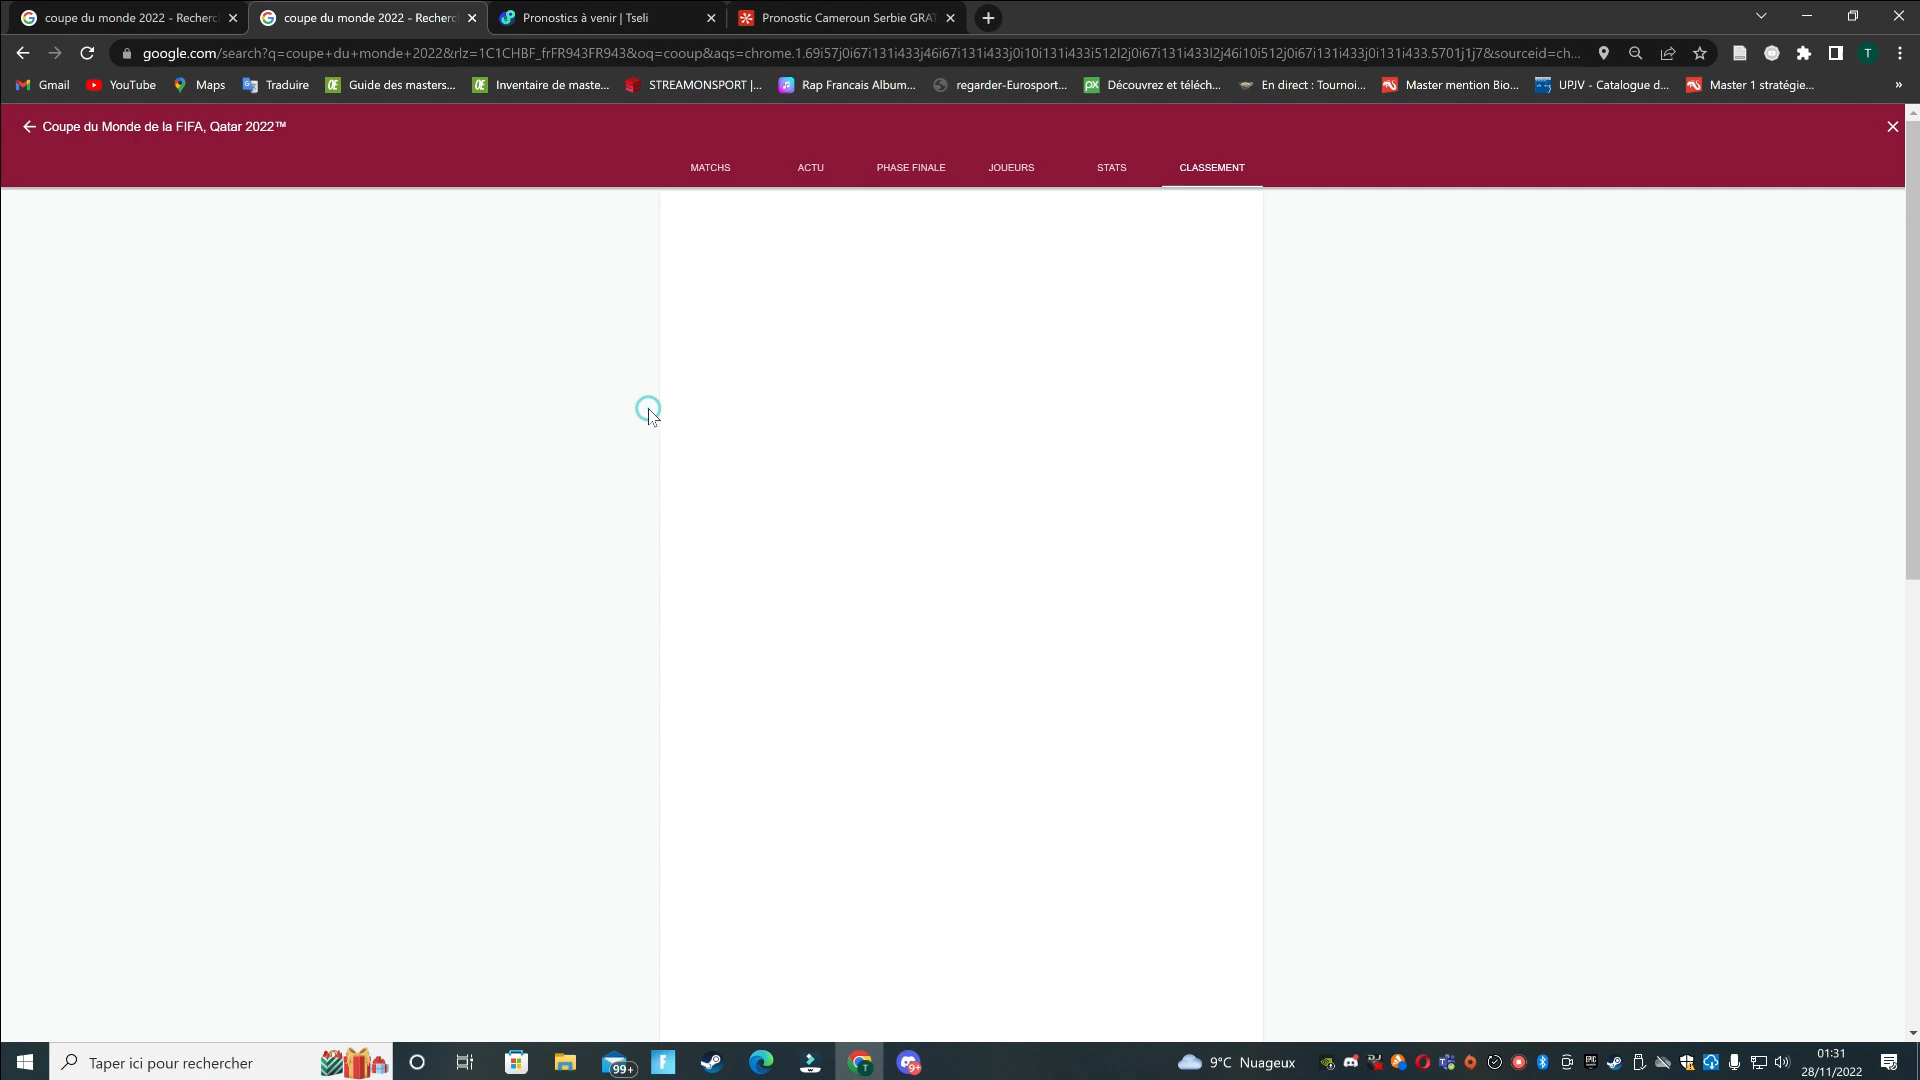 coupe du monde 2022 - Recherc
coupe du monde 2022 - Recherc
Pronostics à venir | Tseli
Pronostic Cameroun Serbie GRAT
google.com/search?q=coupe+du+monde+2022&rlz=1C1CHBF_frFR943FR943&oq=cooup&aqs=chrome.1.69i57j0i67i131i433j46i67i131i433j0i10i131i433i512l2j0i67i131i433l2j46i10i512j0i67i131i433j0i131i433.5701j1j7&sourceid=ch...
T
Gmail
YouTube
Maps
Traduire
Guide des masters...
Inventaire de maste...
STREAMONSPORT |...
Rap Francais Album...
regarder-Eurosport...
Découvrez et téléch...
En direct : Tournoi...
Master mention Bio...
UPJV - Catalogue d...
Master 1 stratégie...
»
Coupe du Monde de la FIFA, Qatar 2022™
MATCHS
ACTU
PHASE FINALE
JOUEURS
STATS
CLASSEMENT
Taper ici pour rechercher
99+
9+
9°C Nuageux
01:31
28/11/2022